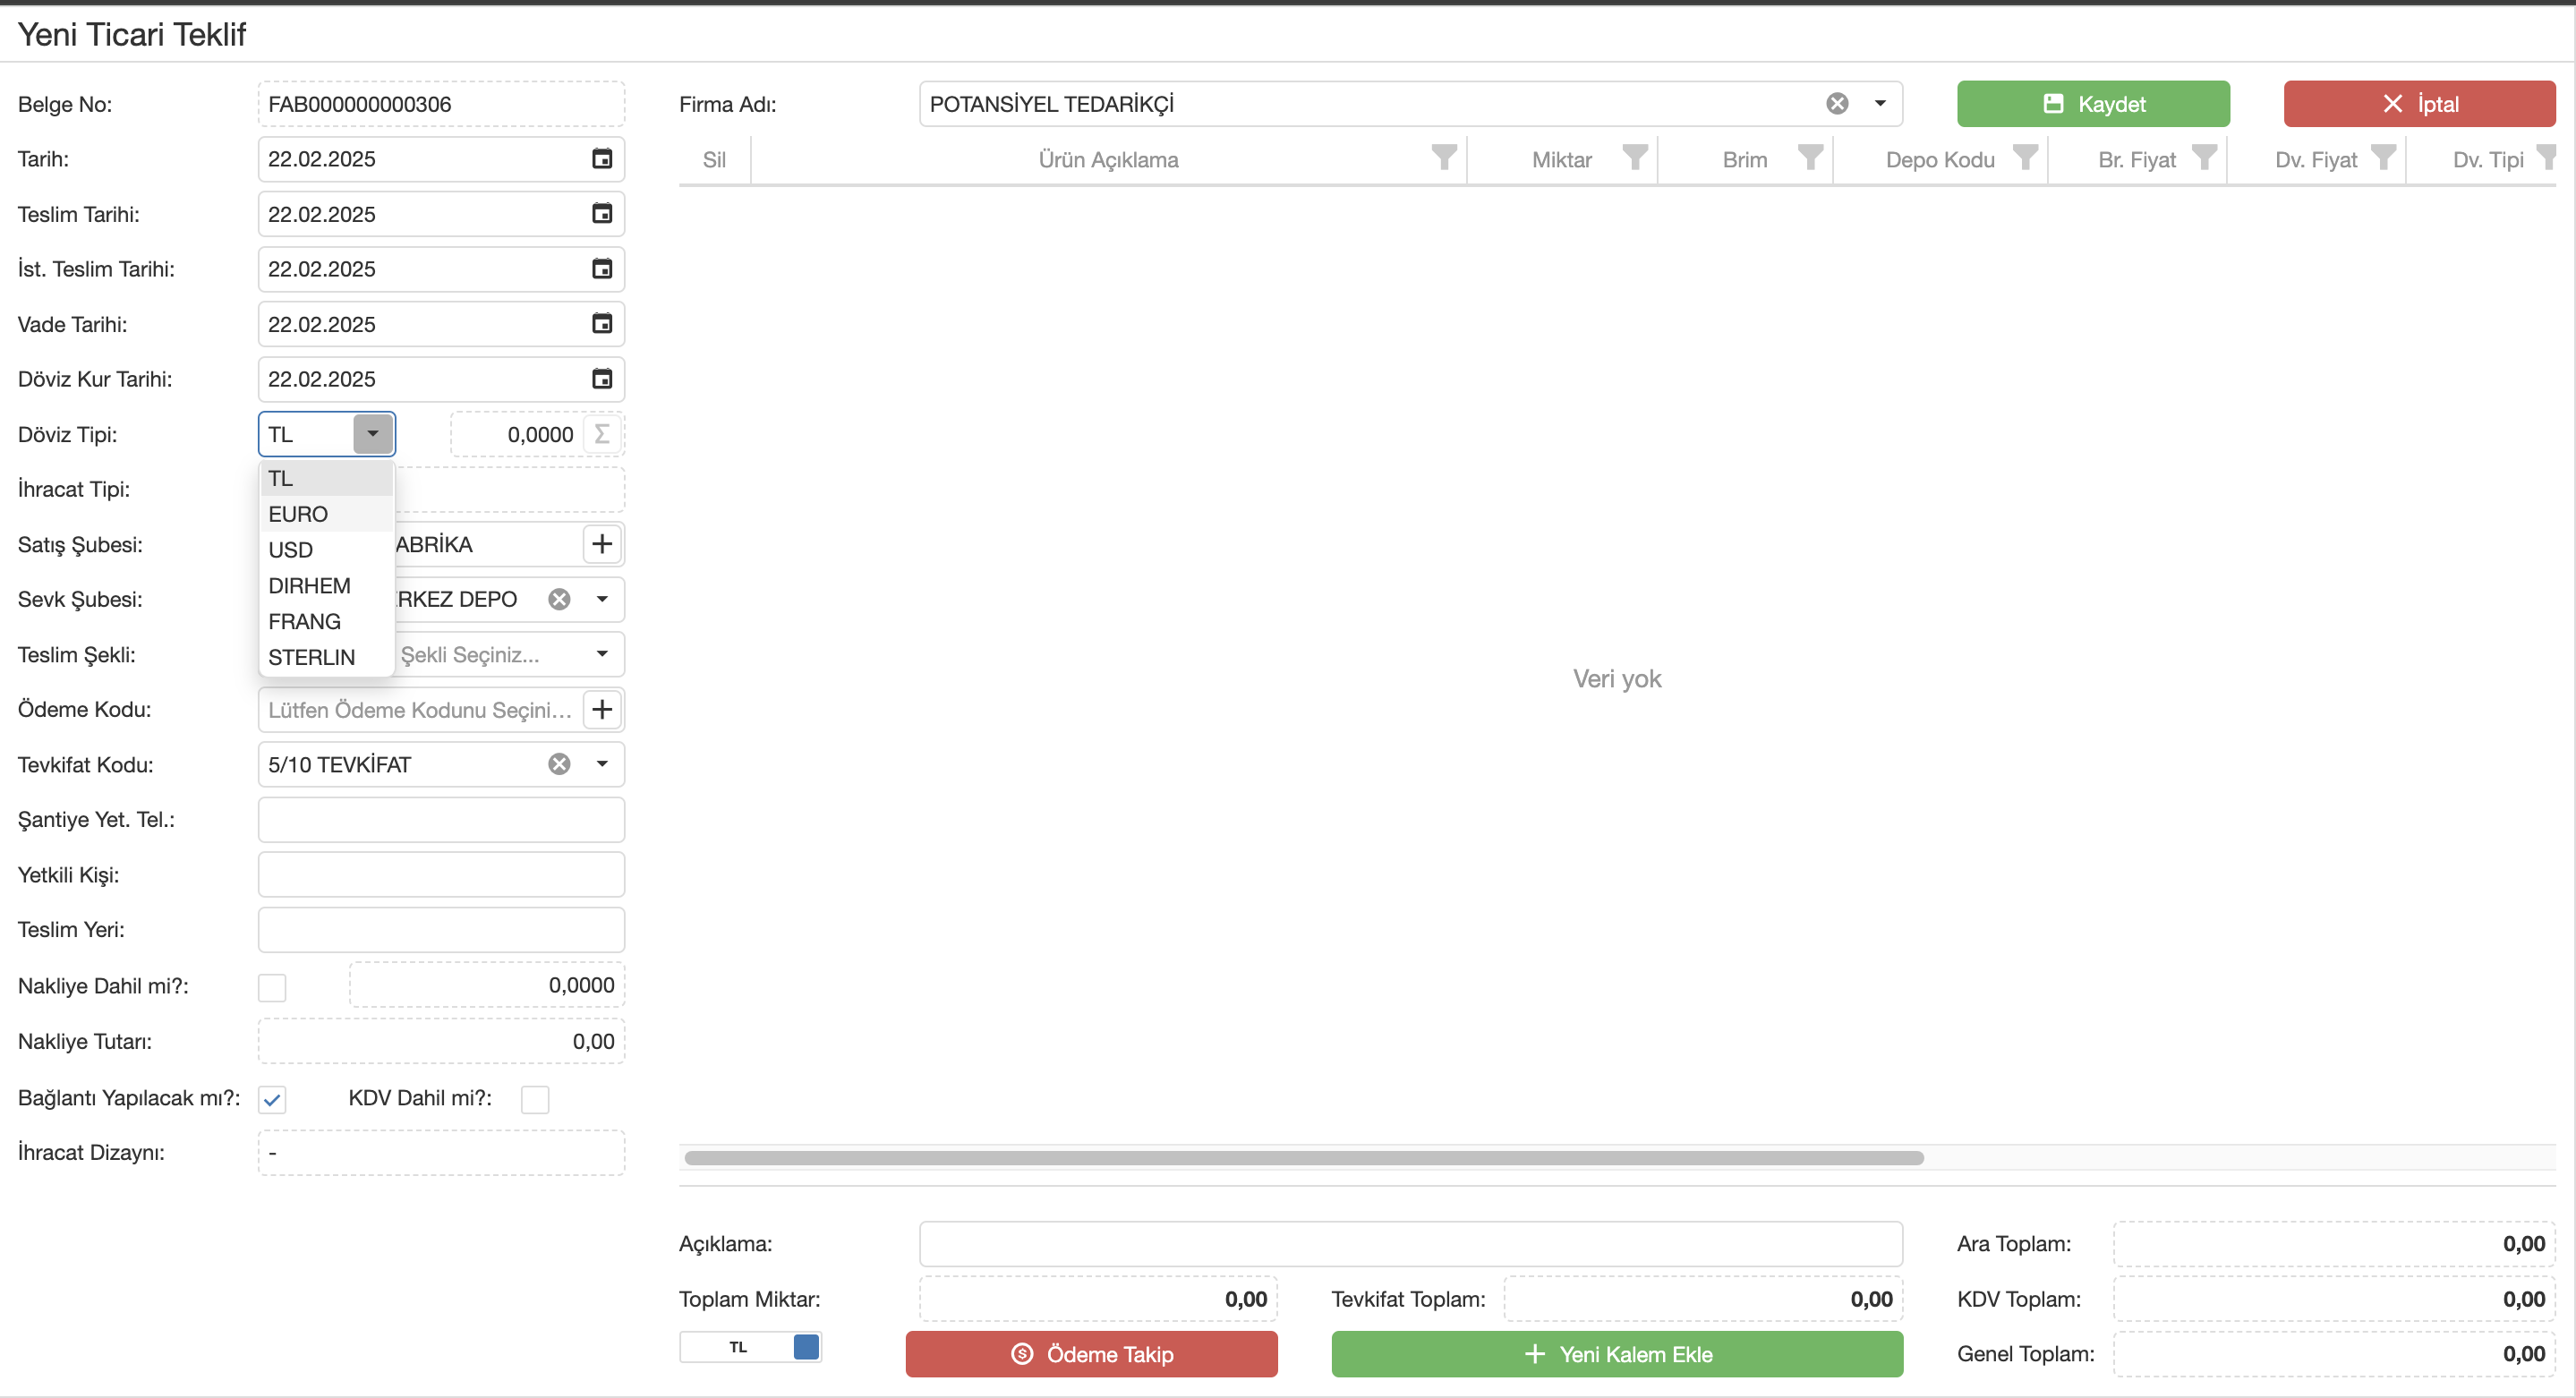 Yeni Ticari Teklif
Belge No: FAB000000000306
Tarih: 22.02.2025
Teslim Tarihi: 22.02.2025
İst. Teslim Tarihi: 22.02.2025
Vade Tarihi: 22.02.2025
Döviz Kur Tarihi: 22.02.2025
Döviz Tipi: TL 0,0000 Σ
TL
EURO
USD
DIRHEM
FRANG
STERLIN
İhracat Tipi:
Satış Şubesi: ABRİKA
Sevk Şubesi: RKEZ DEPO
Teslim Şekli: Şekli Seçiniz...
Ödeme Kodu: Lütfen Ödeme Kodunu Seçini...
Tevkifat Kodu: 5/10 TEVKİFAT
Şantiye Yet. Tel.:
Yetkili Kişi:
Teslim Yeri:
Nakliye Dahil mi?: 0,0000
Nakliye Tutarı: 0,00
Bağlantı Yapılacak mı?: KDV Dahil mi?:
İhracat Dizaynı: -
Firma Adı: POTANSİYEL TEDARİKÇİ
Kaydet
İptal
Sil Ürün Açıklama Miktar Brim Depo Kodu Br. Fiyat Dv. Fiyat Dv. Tipi
Veri yok
Açıklama:
Ara Toplam: 0,00
Toplam Miktar: 0,00 Tevkifat Toplam: 0,00
KDV Toplam: 0,00
TL
Ödeme Takip
Yeni Kalem Ekle
Genel Toplam: 0,00